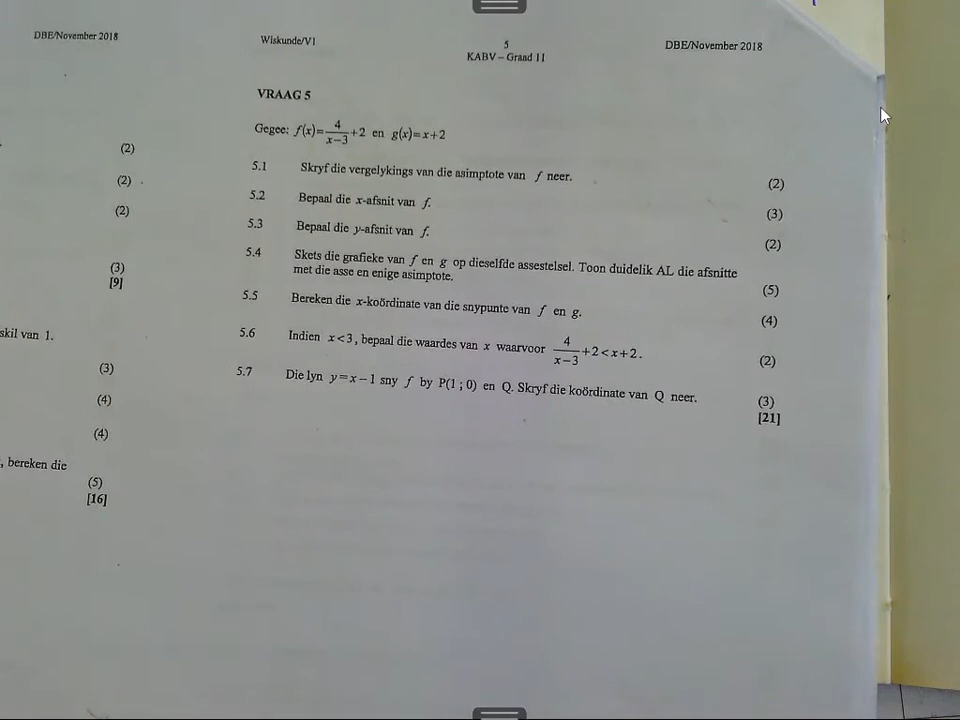 DBE/November 2018
(2)
(2)
(2)
(3)
[9]
skil van 1.
(3)
(4)
(4)
, bereken die
(5)
[16]
Wiskunde/V1
5
KABV – Graad 11
DBE/November 2018
VRAAG 5
Gegee: f(x)=4/(x−3)+2 en g(x)=x+2
5.1 Skryf die vergelykings van die asimptote van f neer. (2)
5.2 Bepaal die x-afsnit van f. (3)
5.3 Bepaal die y-afsnit van f. (2)
5.4 Skets die grafieke van f en g op dieselfde assestelsel. Toon duidelik AL die afsnitte
met die asse en enige asimptote. (5)
5.5 Bereken die x-koördinate van die snypunte van f en g. (4)
5.6 Indien x<3, bepaal die waardes van x waarvoor 4/(x−3)+2<x+2. (2)
5.7 Die lyn y=x−1 sny f by P(1 ; 0) en Q. Skryf die koördinate van Q neer. (3)
[21]